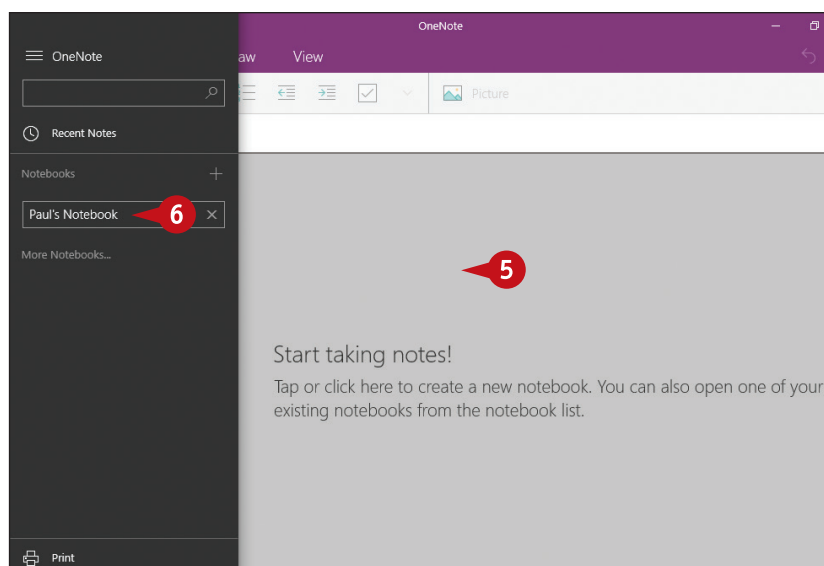 OneNote
OneNote
aw View
Picture
Recent Notes
Notebooks
Paul's Notebook 6
More Notebooks...
5
Start taking notes!
Tap or click here to create a new notebook. You can also open one of your
existing notebooks from the notebook list.
Print